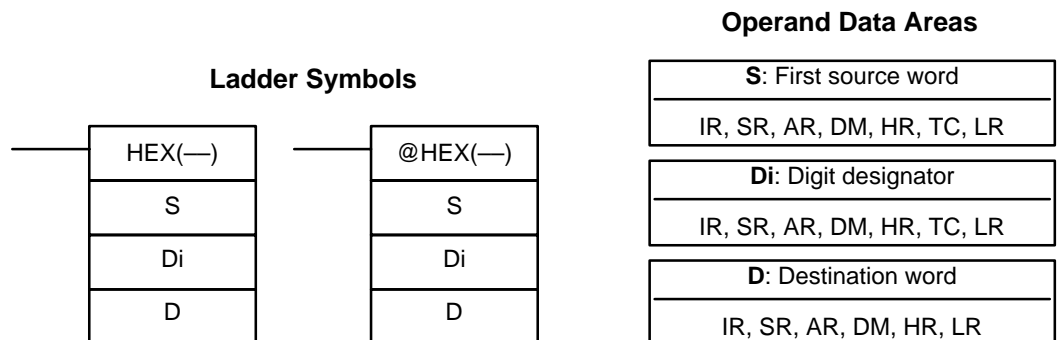 Ladder Symbols
HEX(––)
S
Di
D
@HEX(––)
S
Di
D
Operand Data Areas
S: First source word
IR, SR, AR, DM, HR, TC, LR
Di: Digit designator
IR, SR, AR, DM, HR, TC, LR
D: Destination word
IR, SR, AR, DM, HR, LR